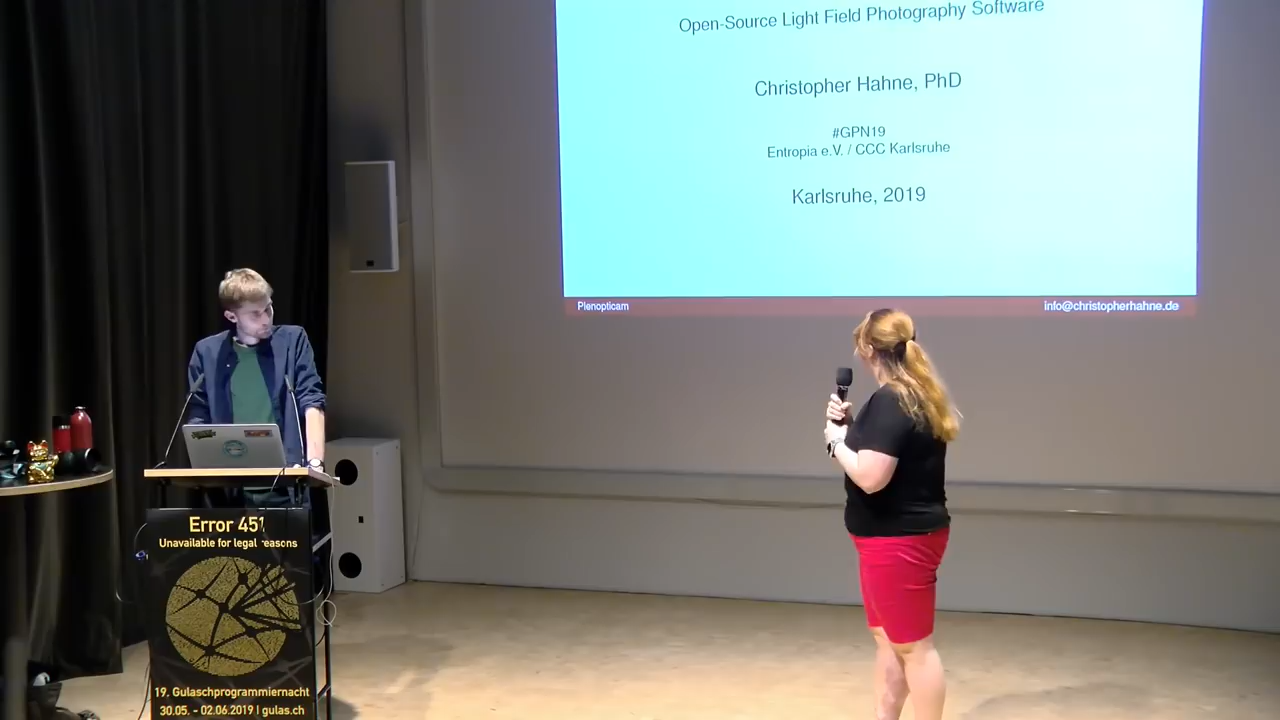 Open-Source Light Field Photography Software
Christopher Hahne, PhD
#GPN19
Entropia e.V. / CCC Karlsruhe
Karlsruhe, 2019
Plenopticam
info@christopherhahne.de
Error 451
Unavailable for legal reasons
19. Gulaschprogrammiernacht
30.05. - 02.06.2019 | gulas.ch